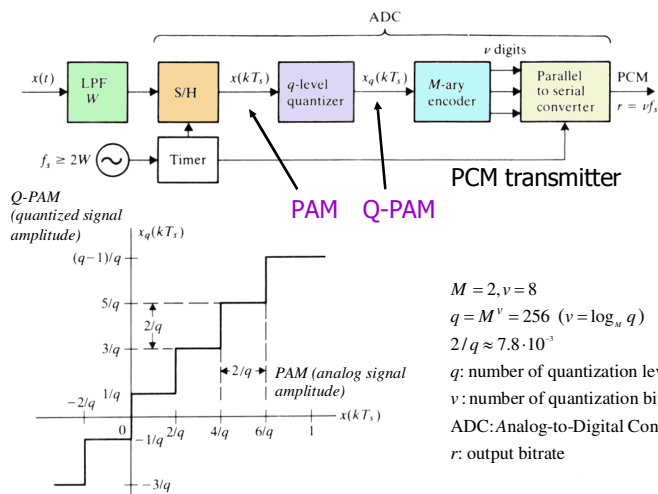 ADC
ν digits
x(t)
LPF
W
S/H
x(kTₛ)
q-level
quantizer
x_q(kTₛ)
M-ary
encoder
Parallel
to serial
converter
PCM
r = νfₛ
fₛ ≥ 2W
Timer
PCM transmitter
PAM
Q-PAM
Q-PAM
(quantized signal
amplitude)
x_q(kTₛ)
(q−1)/q
5/q
2/q
3/q
2/q
PAM (analog signal
amplitude)
−2/q
1/q
x(kTₛ)
0
2/q
4/q
6/q
1
−1/q
−3/q
M = 2, v = 8
q = Mᵛ = 256 (v = log_M q)
2/q ≈ 7.8·10⁻³
q: number of quantization
v: number of quantization
ADC: Analog-to-Digital
r: output bitrate